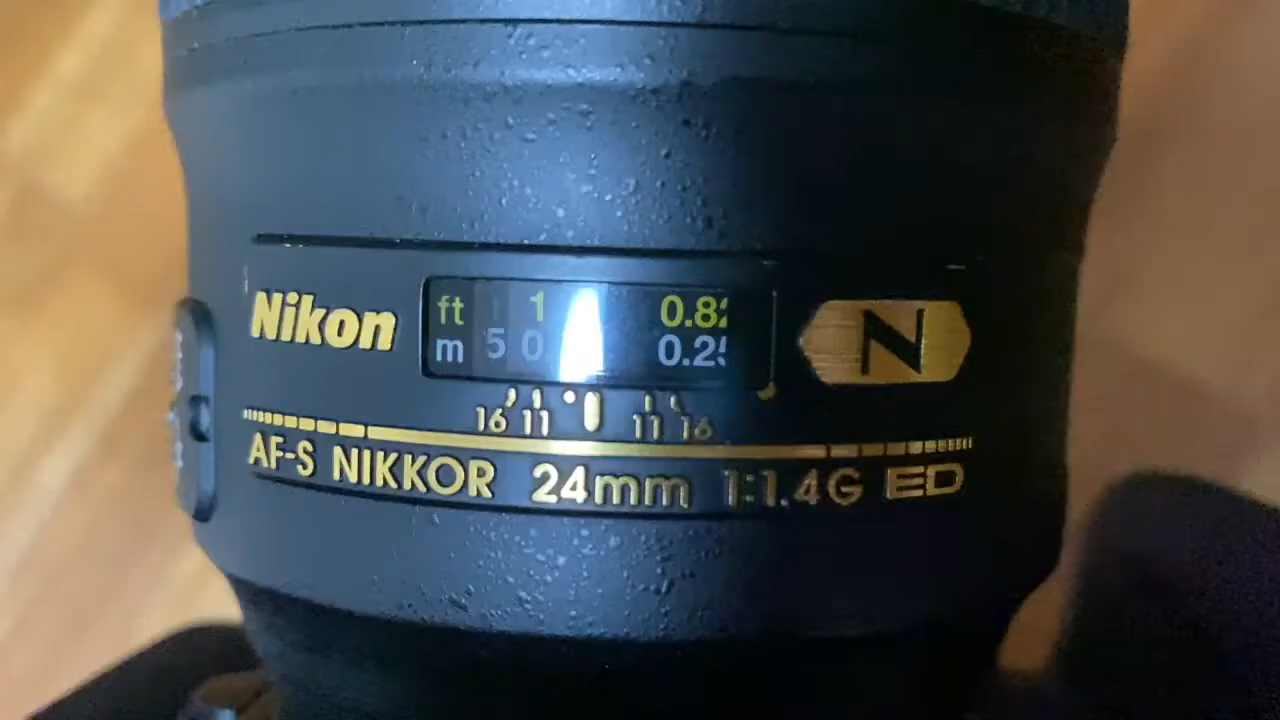 Nikon
ft 1 0.82
m 5 0 0.25
N
16 11 11 16
AF-S NIKKOR 24mm 1:1.4G ED